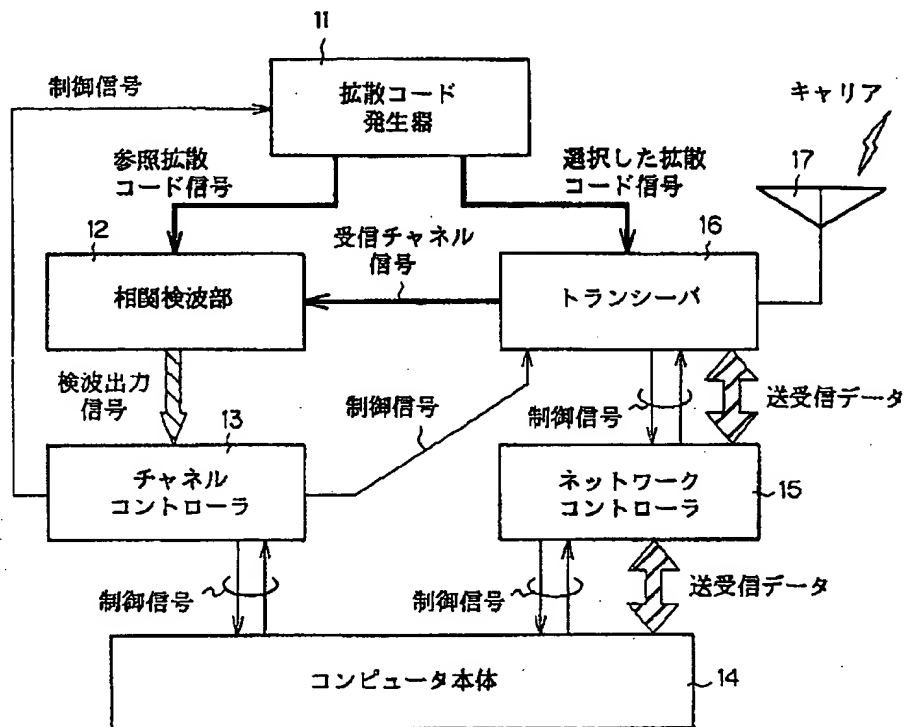 11
制御信号
拡散コード
発生器
キャリア
参照拡散
コード信号
選択した拡散
コード信号
17
12
受信チャネル
信号
16
相関検波部
トランシーバ
検波出力
信号
制御信号
制御信号
送受信データ
13
チャネル
コントローラ
ネットワーク
コントローラ
15
制御信号
制御信号
送受信データ
コンピュータ本体
14